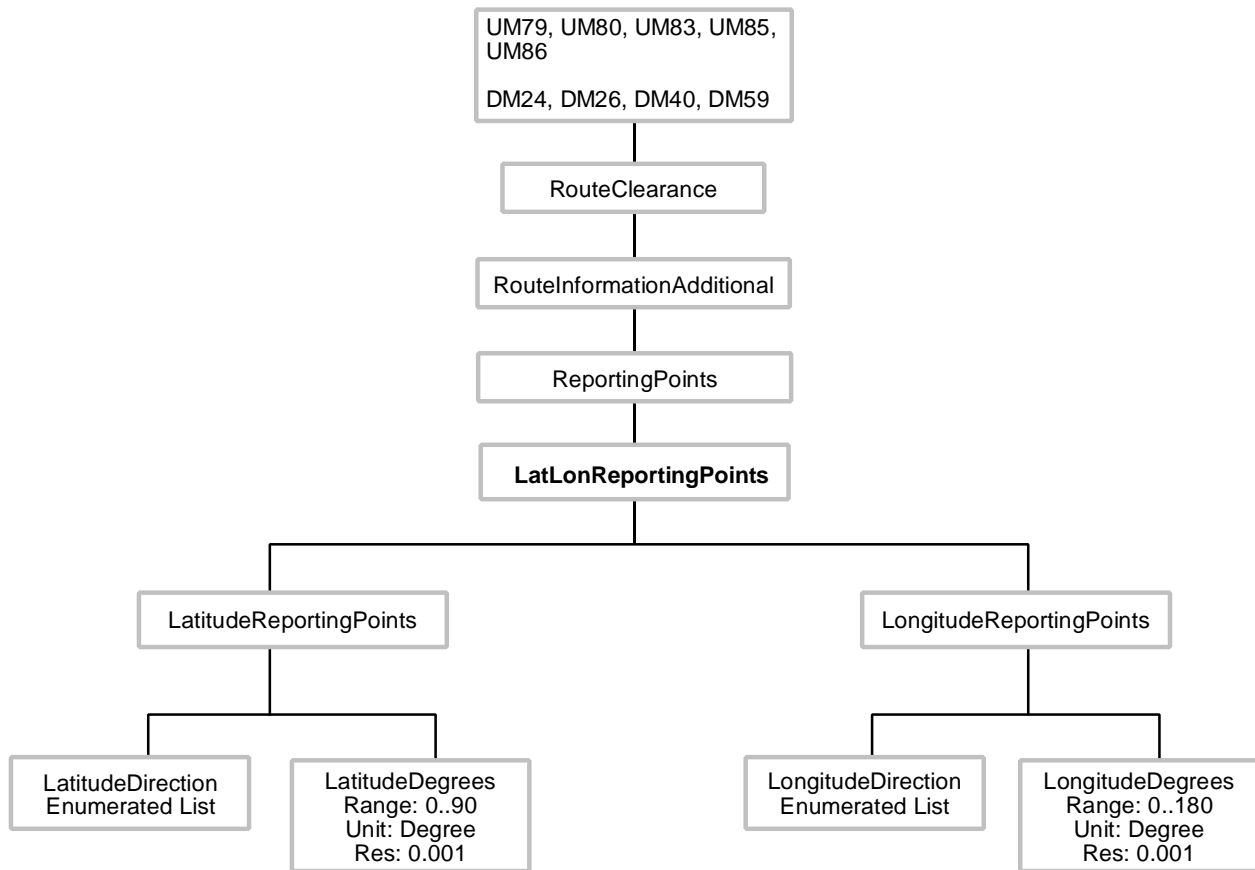 UM79, UM80, UM83, UM85,
UM86
DM24, DM26, DM40, DM59
RouteClearance
RouteInformationAdditional
ReportingPoints
LatLonReportingPoints
LatitudeReportingPoints
LongitudeReportingPoints
LatitudeDirection
Enumerated List
LatitudeDegrees
Range: 0..90
Unit: Degree
Res: 0.001
LongitudeDirection
Enumerated List
LongitudeDegrees
Range: 0..180
Unit: Degree
Res: 0.001